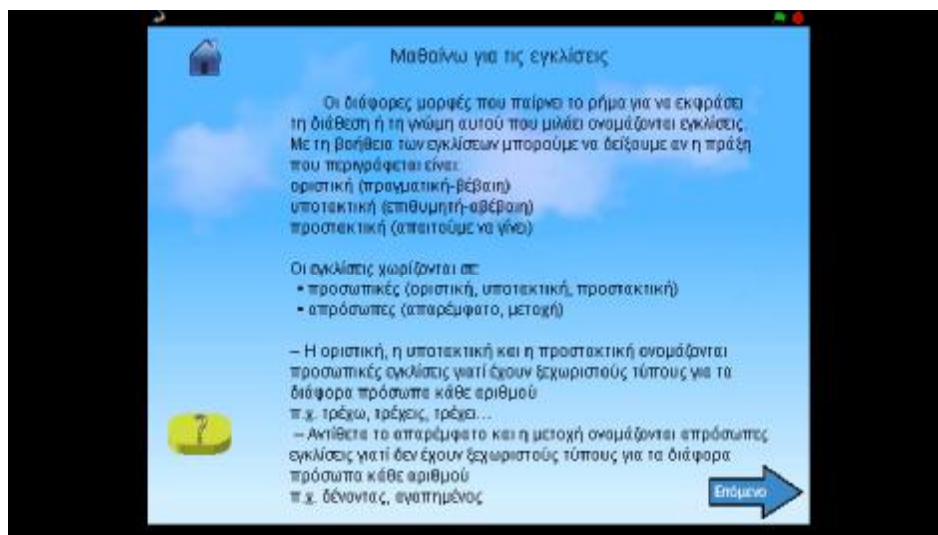 Μαθαίνω για τις εγκλίσεις
Οι διάφορες μορφές που παίρνει το ρήμα για να εκφράσει
τη διάθεση ή τη γνώμη αυτού που μιλάει ονομάζονται εγκλίσεις.
Με τη βοήθεια των εγκλίσεων μπορούμε να δείξουμε αν η πράξη
που περιγράφεται είναι:
οριστική (πραγματική-βέβαιη)
υποτακτική (επιθυμητή-αβέβαιη)
προστακτική (απαιτούμε να γίνει)
Οι εγκλίσεις χωρίζονται σε:
• προσωπικές (οριστική, υποτακτική, προστακτική)
• απρόσωπες (απαρέμφατο, μετοχή)
– Η οριστική, η υποτακτική και η προστακτική ονομάζονται
προσωπικές εγκλίσεις γιατί έχουν ξεχωριστούς τύπους για τα
διάφορα πρόσωπα κάθε αριθμού
π.χ. τρέχω, τρέχεις, τρέχει...
– Αντίθετα το απαρέμφατο και η μετοχή ονομάζονται απρόσωπες
εγκλίσεις γιατί δεν έχουν ξεχωριστούς τύπους για τα διάφορα
πρόσωπα κάθε αριθμού
π.χ. δένοντας, αγαπημένος
?
Επόμενο